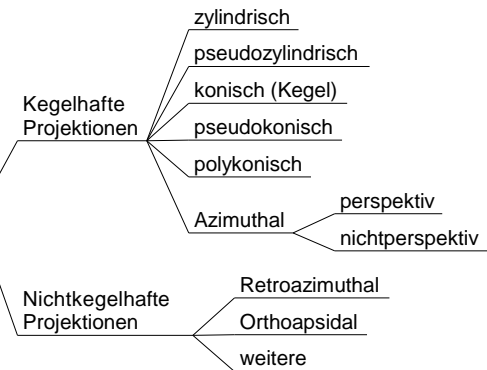 zylindrisch
pseudozylindrisch
konisch (Kegel)
Kegelhafte
Projektionen
pseudokonisch
polykonisch
Azimuthal
perspektiv
nichtperspektiv
Nichtkegelhafte
Projektionen
Retroazimuthal
Orthoapsidal
weitere